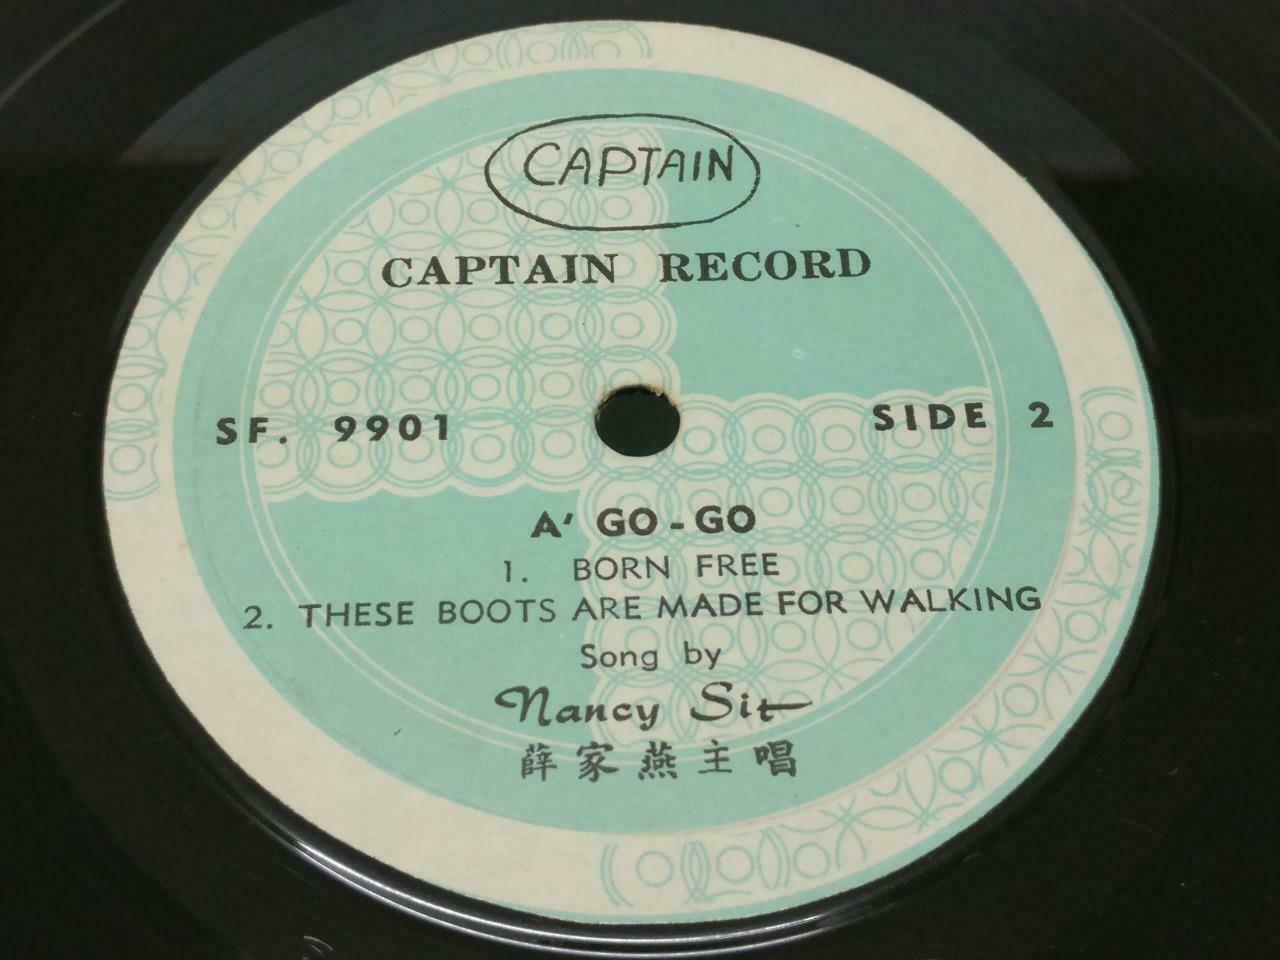 CAPTAIN
CAPTAIN RECORD
SF. 9901
SIDE 2
A' GO-GO
1. BORN FREE
2. THESE BOOTS ARE MADE FOR WALKING
Song by
Nancy Sit
薛家燕主唱